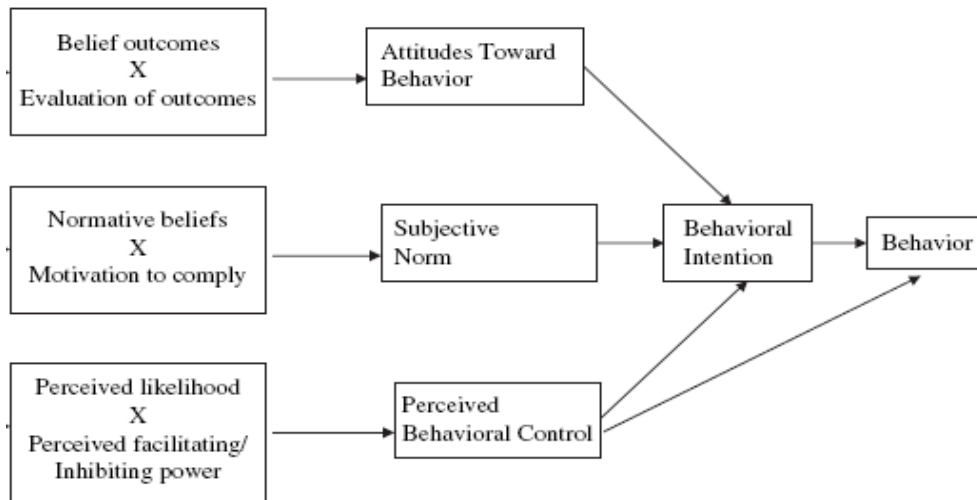 Belief outcomes
X
Evaluation of outcomes
Attitudes Toward
Behavior
Normative beliefs
X
Motivation to comply
Subjective
Norm
Behavioral
Intention
Behavior
Perceived likelihood
X
Perceived facilitating/
Inhibiting power
Perceived
Behavioral Control